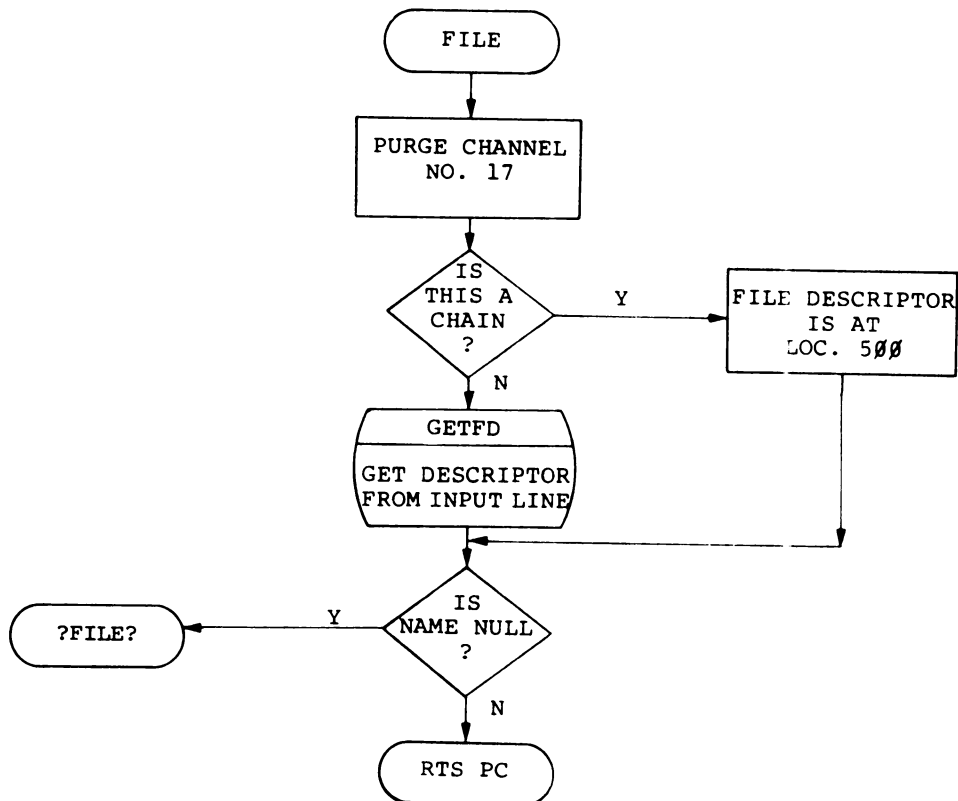 FILE
PURGE CHANNEL
NO. 17
IS
THIS A
CHAIN
?
Y
N
FILE DESCRIPTOR
IS AT
LOC. 5ØØ
GETFD
GET DESCRIPTOR
FROM INPUT LINE
IS
NAME NULL
?
Y
?FILE?
N
RTS PC